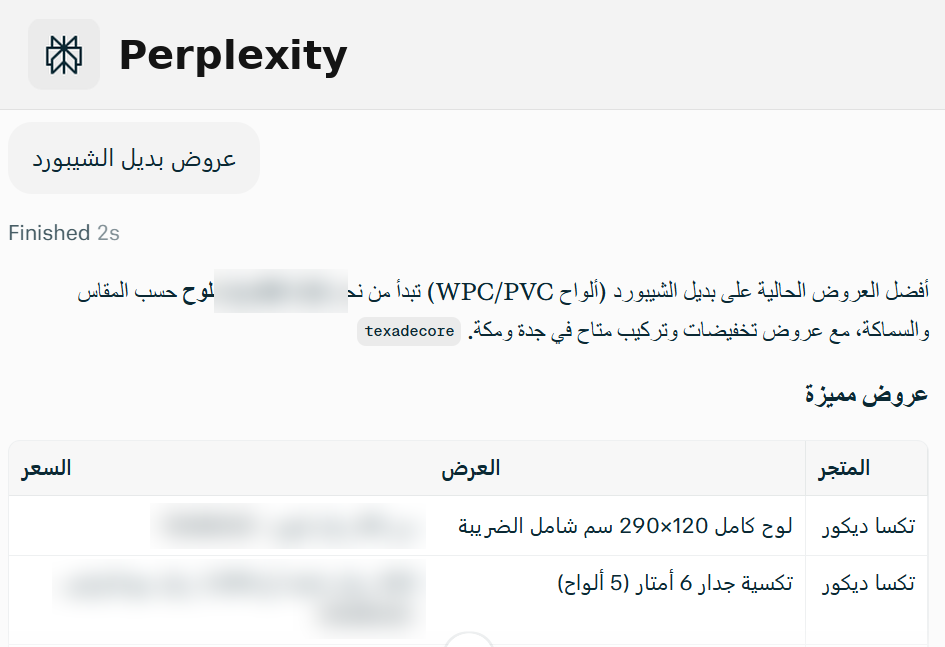 Perplexity
عروض بديل الشيبورد
Finished 2s
أفضل العروض الحالية على بديل الشيبورد (ألواح WPC/PVC) تبدأ من نحو لوح حسب المقاس
والسماكة، مع عروض تخفيضات وتركيب متاح في جدة ومكة. texadecore
عروض مميزة
المتجر العرض السعر
تكسا ديكور لوح كامل 120×290 سم شامل الضريبة
تكسا ديكور تكسية جدار 6 أمتار (5 ألواح)